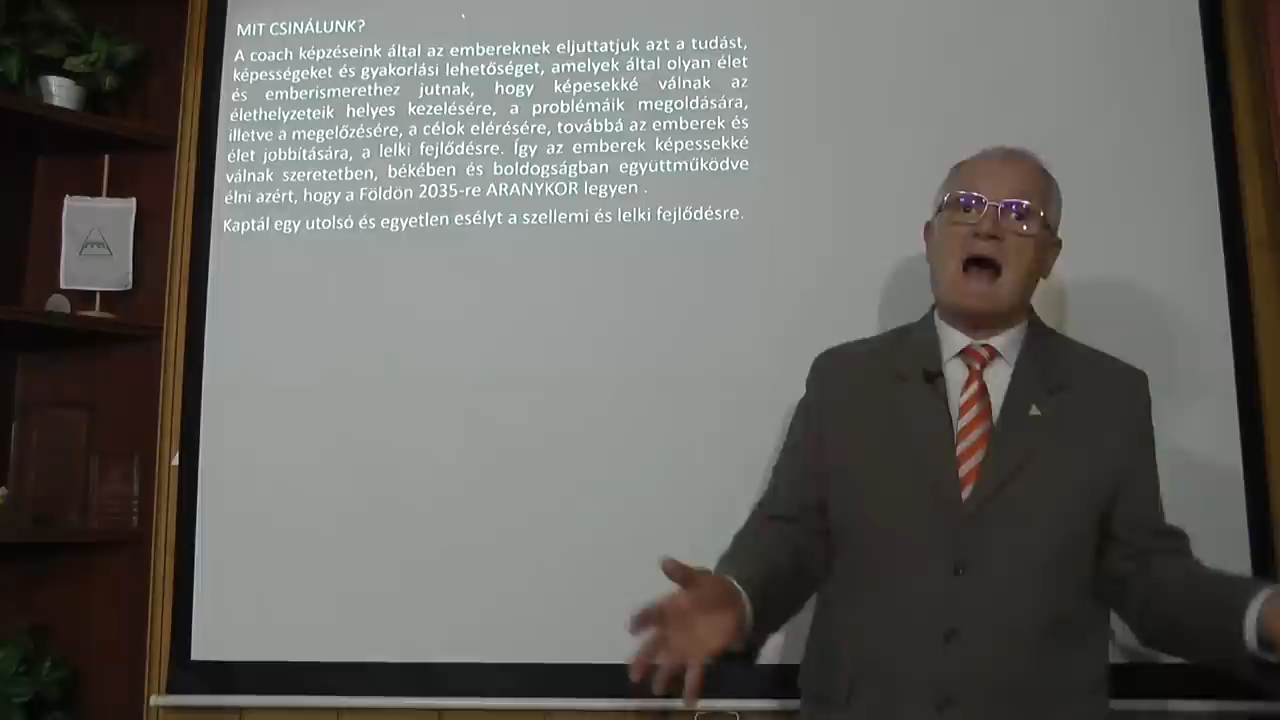 MIT CSINÁLUNK?
A coach képzéseink által az embereknek eljuttatjuk azt a tudást,
képességeket és gyakorlási lehetőséget, amelyek által olyan élet
és emberismerethez jutnak, hogy képesekké válnak az
élethelyzeteik helyes kezelésére, a problémáik megoldására,
illetve a megelőzésére, a célok elérésére, továbbá az emberek és
élet jobbítására, a lelki fejlődésre. Így az emberek képessekké
válnak szeretetben, békében és boldogságban együttműködve
élni azért, hogy a Földön 2035-re ARANYKOR legyen .
Kaptál egy utolsó és egyetlen esélyt a szellemi és lelki fejlődésre.